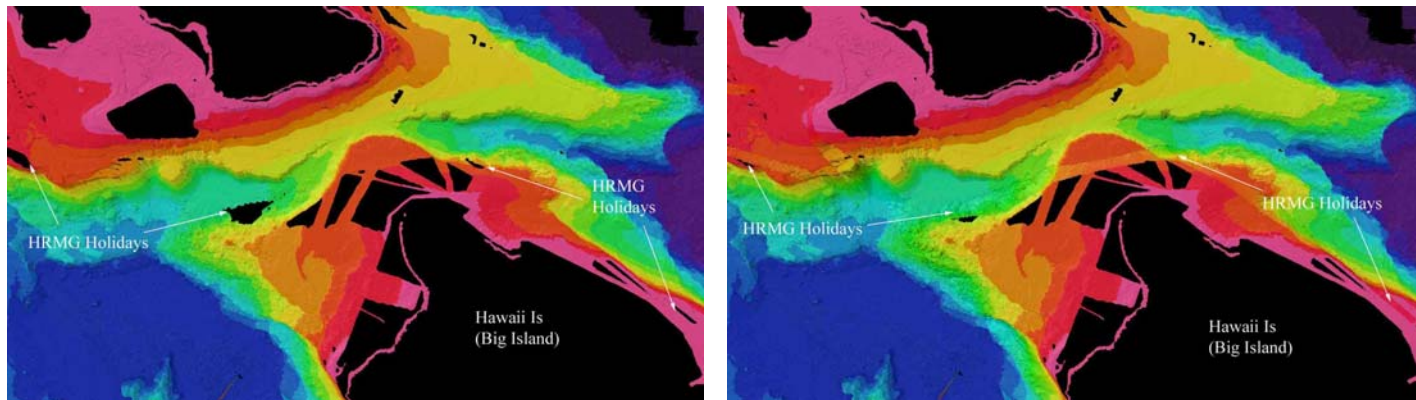 HRMG
Holidays
HRMG Holidays
Hawaii Is
(Big Island)
HRMG Holidays
HRMG Holidays
Hawaii Is
(Big Island)